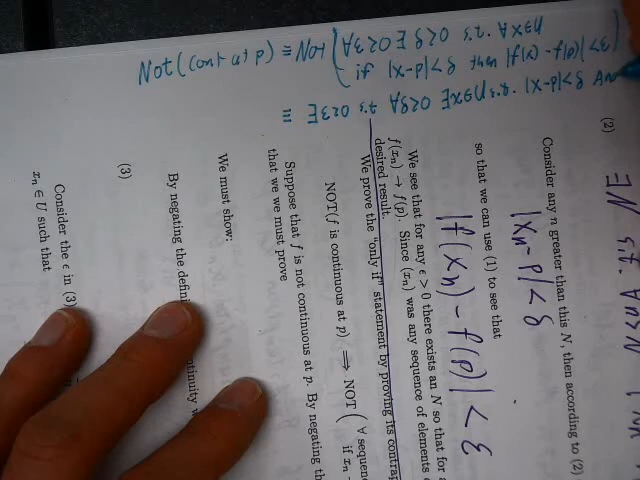 ∃N s.t. ∀n≥N
(2)
Consider any n greater than this N, then according to (2)
|xₙ-p|<δ
so that we can use (1) to see that
|f(xₙ)-f(p)|<ε
We see that for any ϵ > 0 there exists an N so that for
f(xₙ) → f(p). Since (xₙ) was any sequence of elements
desired result.
We prove the "only if" statement by proving its contrap
NOT(f is continuous at p) ⟹ NOT ( ∀ sequenc
if xₙ
Suppose that f is not continuous at p. By negating th
that we we must prove
We must show:
By negating the defini
ntinuity
(3)
Consider the ϵ in (3)
xₙ ∈ U such that
Not(cont at p) ≡ Not(∀ε>0 ∃δ>0 s.t. ∀x∈U
if |x-p|<δ then |f(x)-f(p)|<ε)
≡ ∃ε>0 s.t. ∀δ>0 ∃x∈U s.t. |x-p|<δ AN